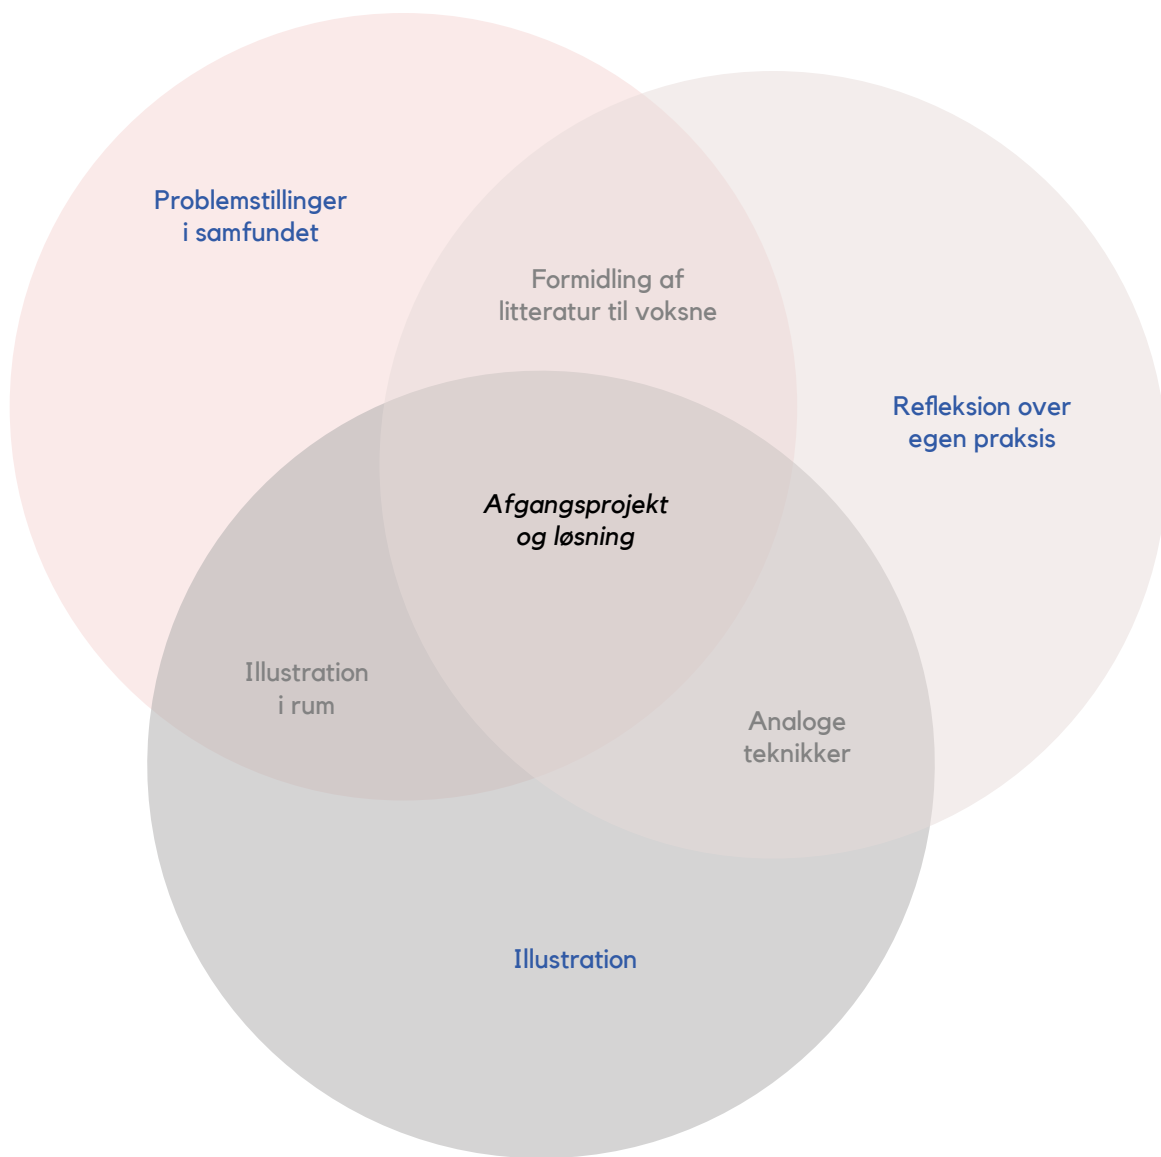 Problemstillinger
i samfundet
Formidling af
litteratur til voksne
Refleksion over
egen praksis
Afgangsprojekt
og løsning
Illustration
i rum
Analoge
teknikker
Illustration